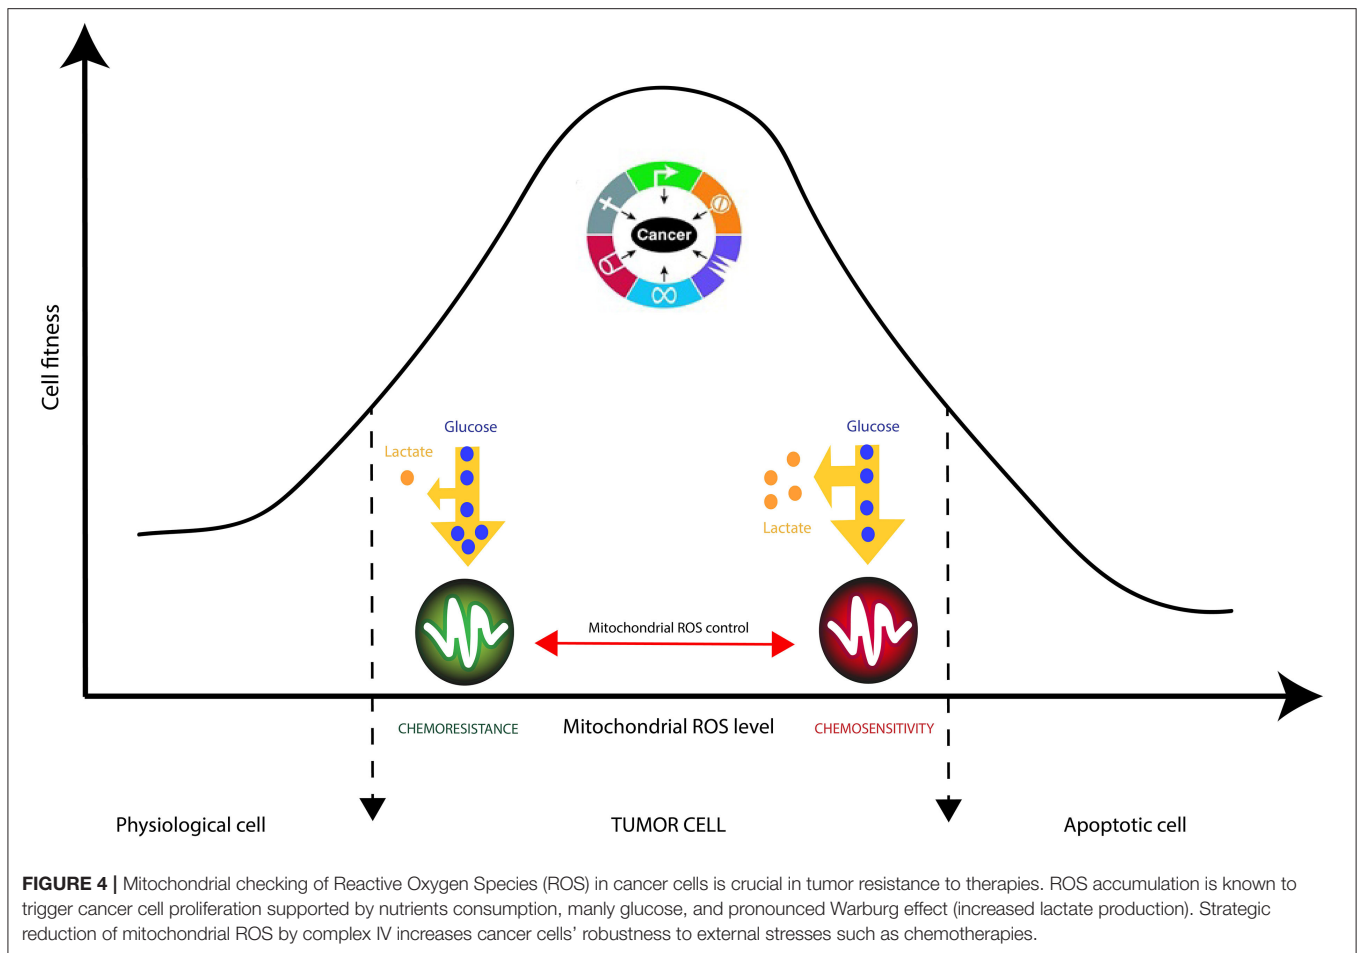 Cancer
Cell fitness
Glucose
Lactate
Glucose
Lactate
Mitochondrial ROS control
CHEMORESISTANCE
Mitochondrial ROS level
CHEMOSENSITIVITY
Physiological cell
TUMOR CELL
Apoptotic cell
FIGURE 4 | Mitochondrial checking of Reactive Oxygen Species (ROS) in cancer cells is crucial in tumor resistance to therapies. ROS accumulation is known to
trigger cancer cell proliferation supported by nutrients consumption, manly glucose, and pronounced Warburg effect (increased lactate production). Strategic
reduction of mitochondrial ROS by complex IV increases cancer cells' robustness to external stresses such as chemotherapies.